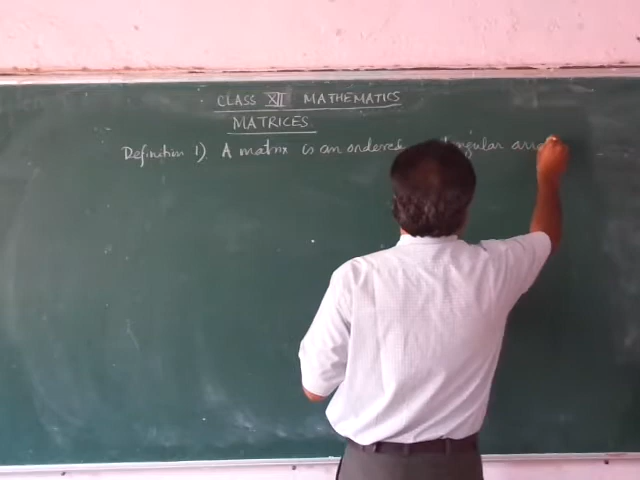 CLASS XII MATHEMATICS
MATRICES
Definition 1) A matrix is an ordered